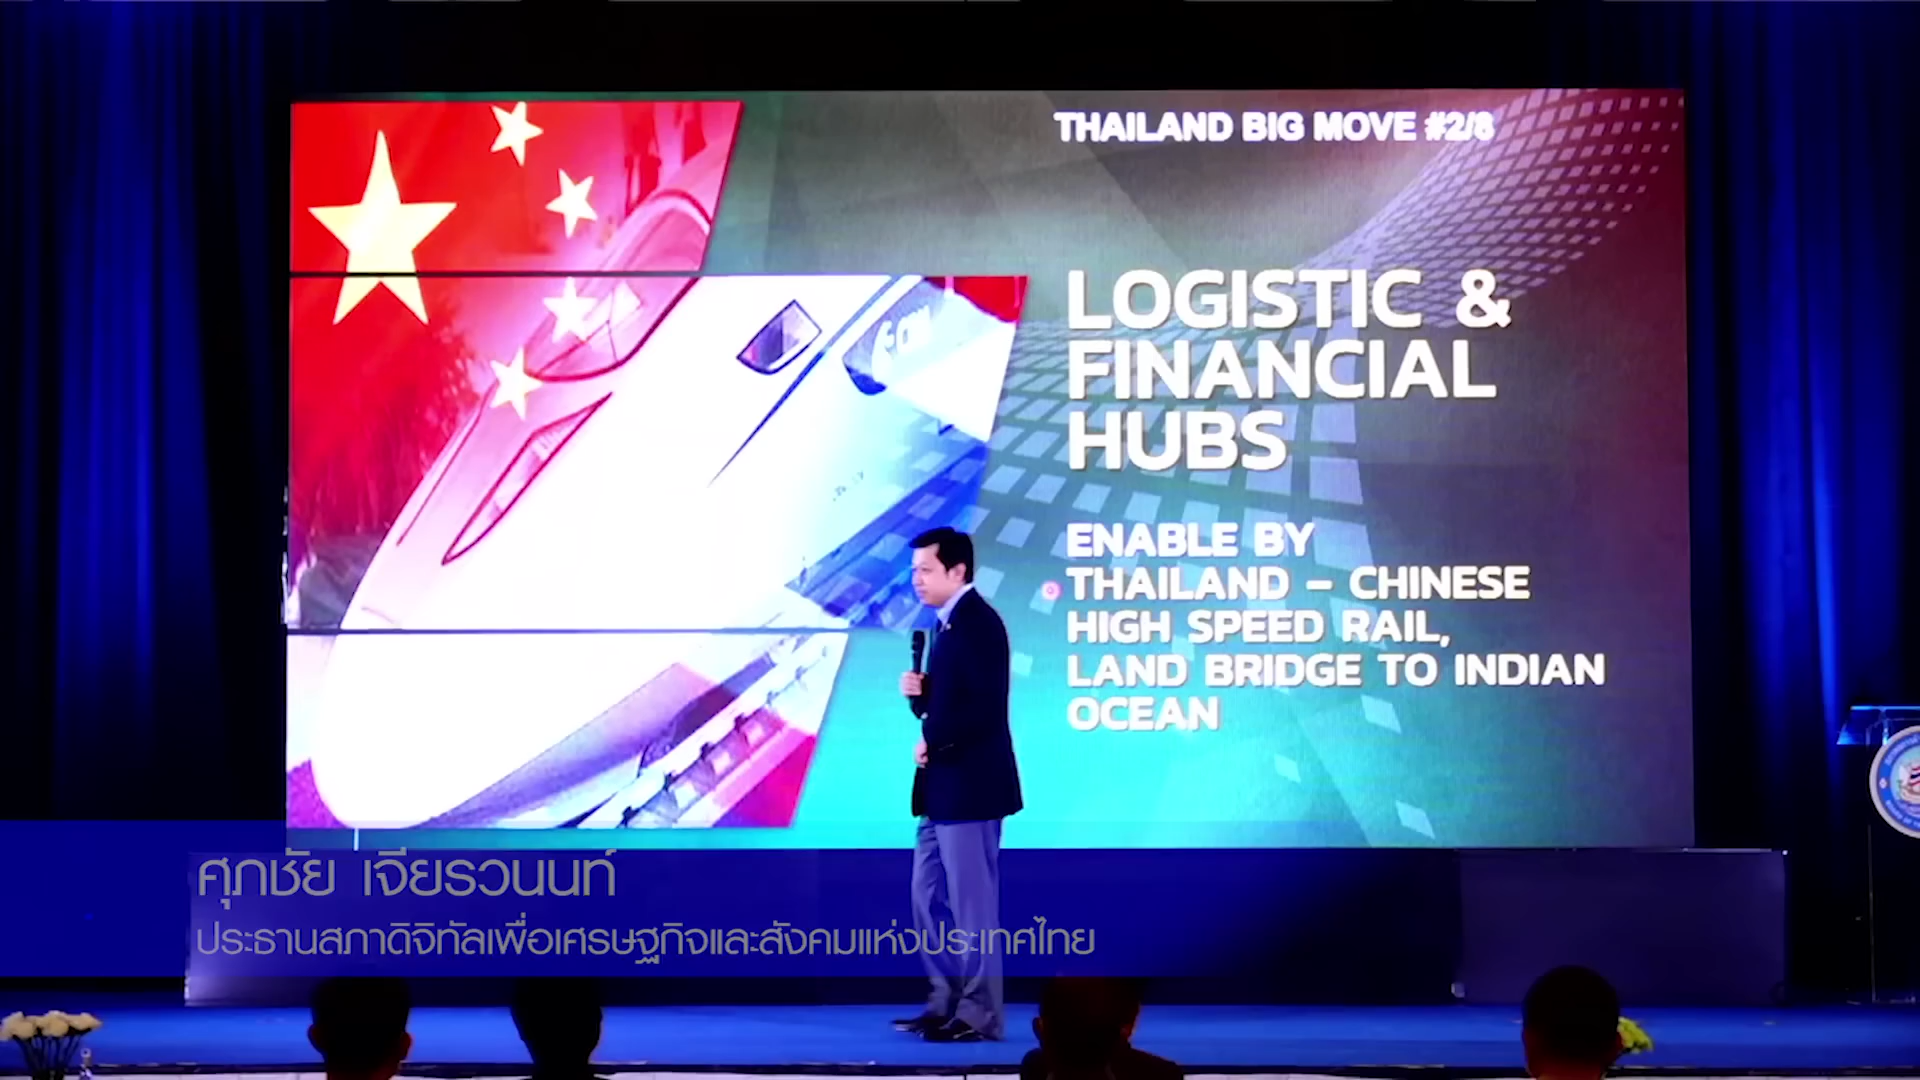 THAILAND BIG MOVE #2/8
LOGISTIC &
FINANCIAL
HUBS
ENABLE BY
THAILAND – CHINESE
HIGH SPEED RAIL,
LAND BRIDGE TO INDIAN
OCEAN
ศุภชัย เจียรวนนท์
ประธานสภาดิจิทัลเพื่อเศรษฐกิจและสังคมแห่งประเทศไทย